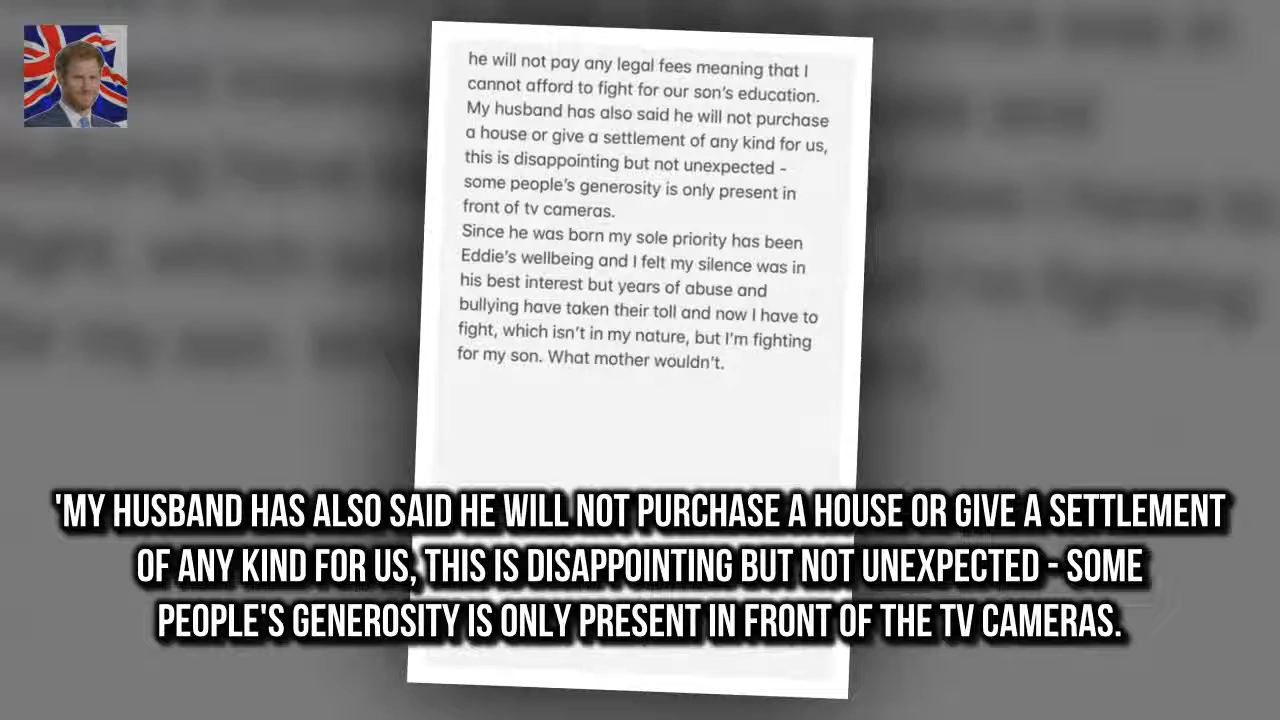 he will not pay any legal fees meaning that I
cannot afford to fight for our son's education.
My husband has also said he will not purchase
a house or give a settlement of any kind for us,
this is disappointing but not unexpected -
some people's generosity is only present in
front of tv cameras.
Since he was born my sole priority has been
Eddie's wellbeing and I felt my silence was in
his best interest but years of abuse and
bullying have taken their toll and now I have to
fight, which isn't in my nature, but I'm fighting
for my son. What mother wouldn't.
'MY HUSBAND HAS ALSO SAID HE WILL NOT PURCHASE A HOUSE OR GIVE A SETTLEMENT
OF ANY KIND FOR US, THIS IS DISAPPOINTING BUT NOT UNEXPECTED - SOME
PEOPLE'S GENEROSITY IS ONLY PRESENT IN FRONT OF THE TV CAMERAS.